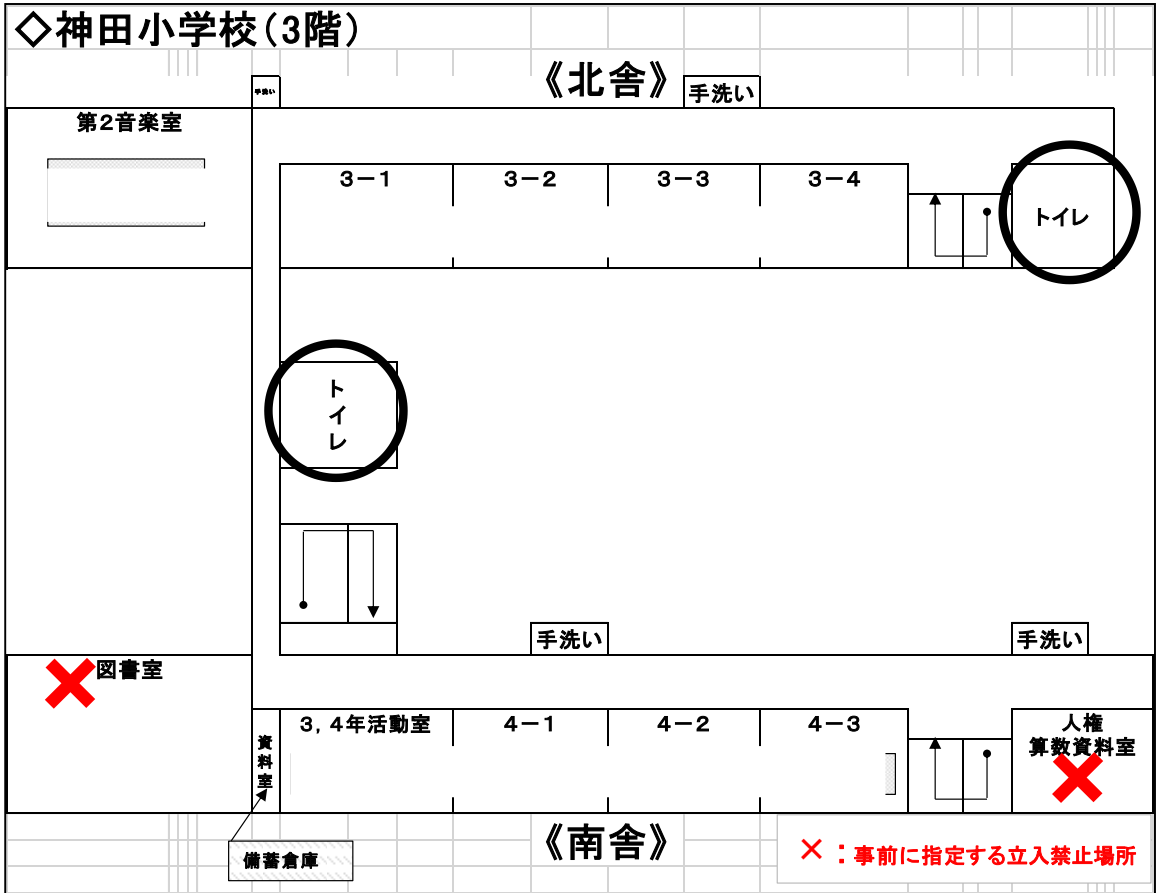 ◇神田小学校(3階)
《北舎》
手洗い
手洗い
第2音楽室
3-1
3-2
3-3
3-4
トイレ
トイレ
手洗い
手洗い
図書室
資料室
3,4年活動室
4-1
4-2
4-3
人権
算数資料室
備蓄倉庫
《南舎》
×：事前に指定する立入禁止場所